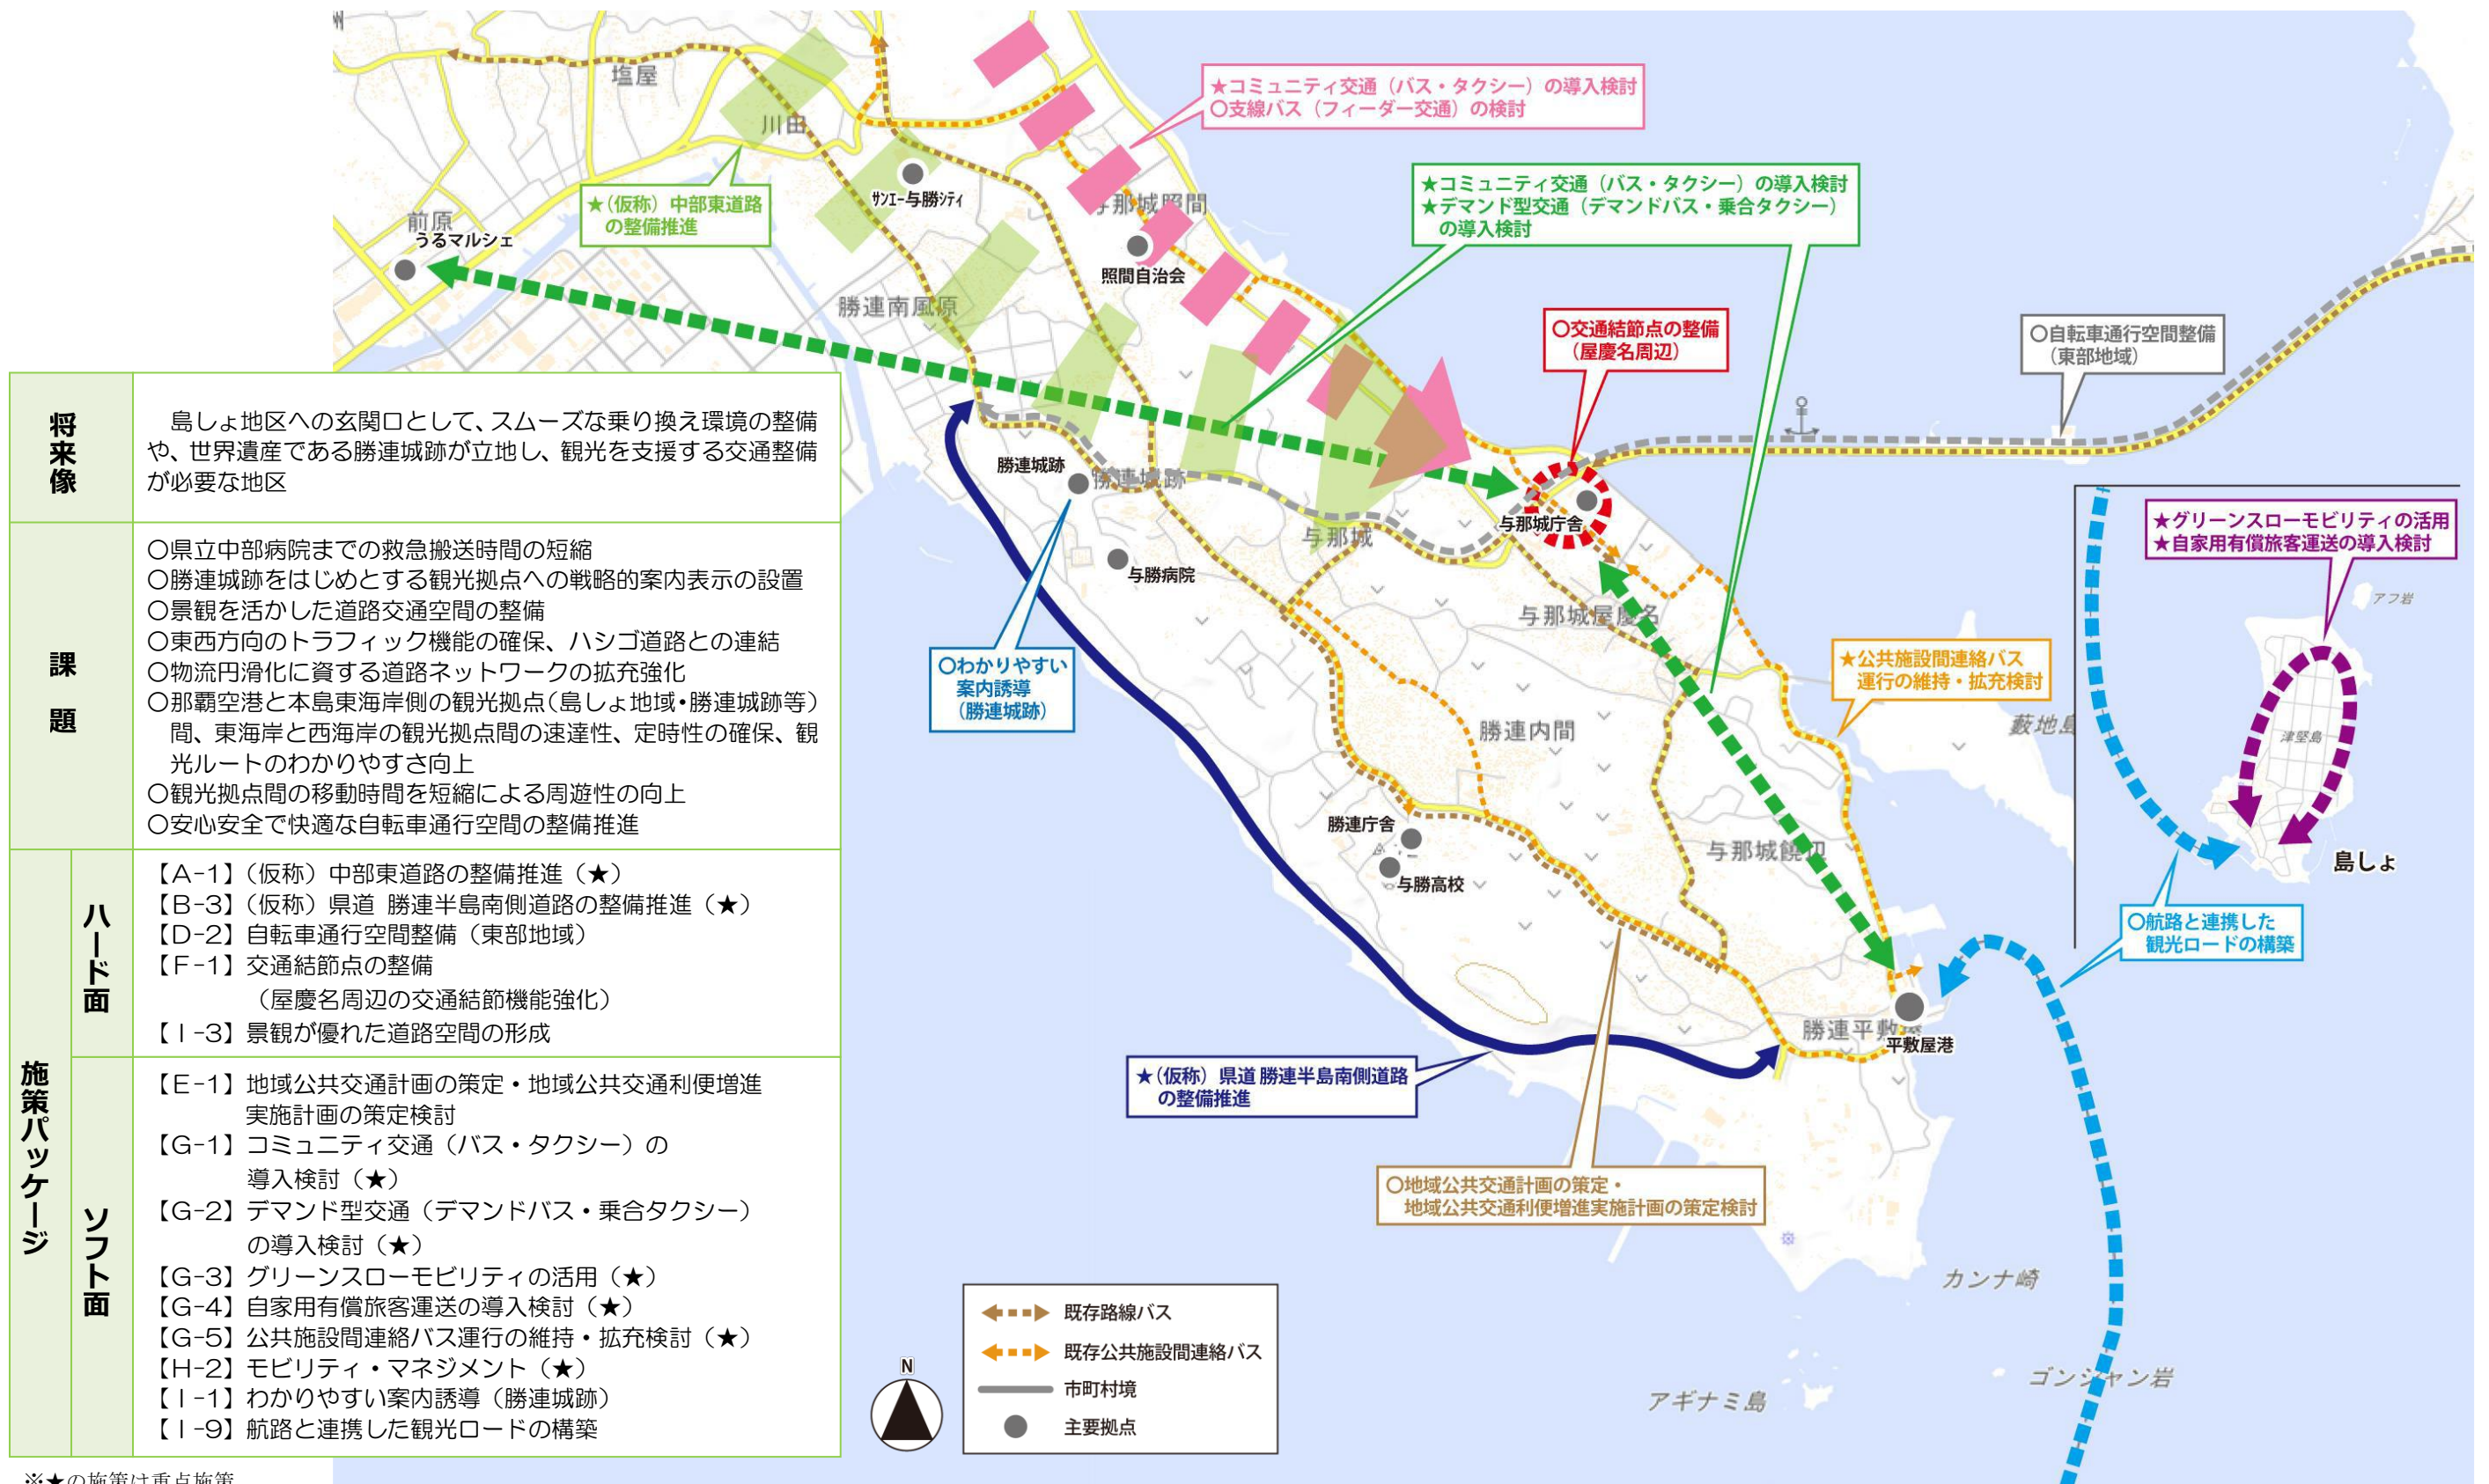 塩屋
川田
★コミュニティ交通（バス・タクシー）の導入検討
○支線バス（フィーダー交通）の検討
★コミュニティ交通（バス・タクシー）の導入検討
★デマンド型交通（デマンドバス・乗合タクシー）
の導入検討
★（仮称）中部東道路
の整備推進
サンエー与勝シティ
与那城照間
前原
うるマルシェ
照間自治会
勝連南風原
○交通結節点の整備
（屋慶名周辺）
○自転車通行空間整備
（東部地域）
勝連城跡
勝連城跡
与那城庁舎
与那城
与勝病院
与那城屋慶名
○わかりやすい
案内誘導
（勝連城跡）
★公共施設間連絡バス
運行の維持・拡充検討
藪地島
勝連内間
勝連庁舎
与勝高校
与那城饒辺
★グリーンスローモビリティの活用
★自家用有償旅客運送の導入検討
アフ岩
津堅島
島しょ
○航路と連携した
観光ロードの構築
勝連平敷屋
平敷屋港
★（仮称）県道 勝連半島南側道路
の整備推進
○地域公共交通計画の策定・
地域公共交通利便増進実施計画の策定検討
カンナ崎
ゴンジャン岩
アギナミ島
N
既存路線バス
既存公共施設間連絡バス
市町村境
主要拠点
将来像
島しょ地区への玄関口として、スムーズな乗り換え環境の整備
や、世界遺産である勝連城跡が立地し、観光を支援する交通整備
が必要な地区
課題
○県立中部病院までの救急搬送時間の短縮
○勝連城跡をはじめとする観光拠点への戦略的案内表示の設置
○景観を活かした道路交通空間の整備
○東西方向のトラフィック機能の確保、ハシゴ道路との連結
○物流円滑化に資する道路ネットワークの拡充強化
○那覇空港と本島東海岸側の観光拠点（島しょ地域・勝連城跡等）
間、東海岸と西海岸の観光拠点間の速達性、定時性の確保、観
光ルートのわかりやすさ向上
○観光拠点間の移動時間を短縮による周遊性の向上
○安心安全で快適な自転車通行空間の整備推進
施策パッケージ
ハード面
【A-1】（仮称）中部東道路の整備推進（★）
【B-3】（仮称）県道 勝連半島南側道路の整備推進（★）
【D-2】自転車通行空間整備（東部地域）
【F-1】交通結節点の整備
（屋慶名周辺の交通結節機能強化）
【I-3】景観が優れた道路空間の形成
ソフト面
【E-1】地域公共交通計画の策定・地域公共交通利便増進
実施計画の策定検討
【G-1】コミュニティ交通（バス・タクシー）の
導入検討（★）
【G-2】デマンド型交通（デマンドバス・乗合タクシー）
の導入検討（★）
【G-3】グリーンスローモビリティの活用（★）
【G-4】自家用有償旅客運送の導入検討（★）
【G-5】公共施設間連絡バス運行の維持・拡充検討（★）
【H-2】モビリティ・マネジメント（★）
【I-1】わかりやすい案内誘導（勝連城跡）
【I-9】航路と連携した観光ロードの構築
※★の施策は重点施策